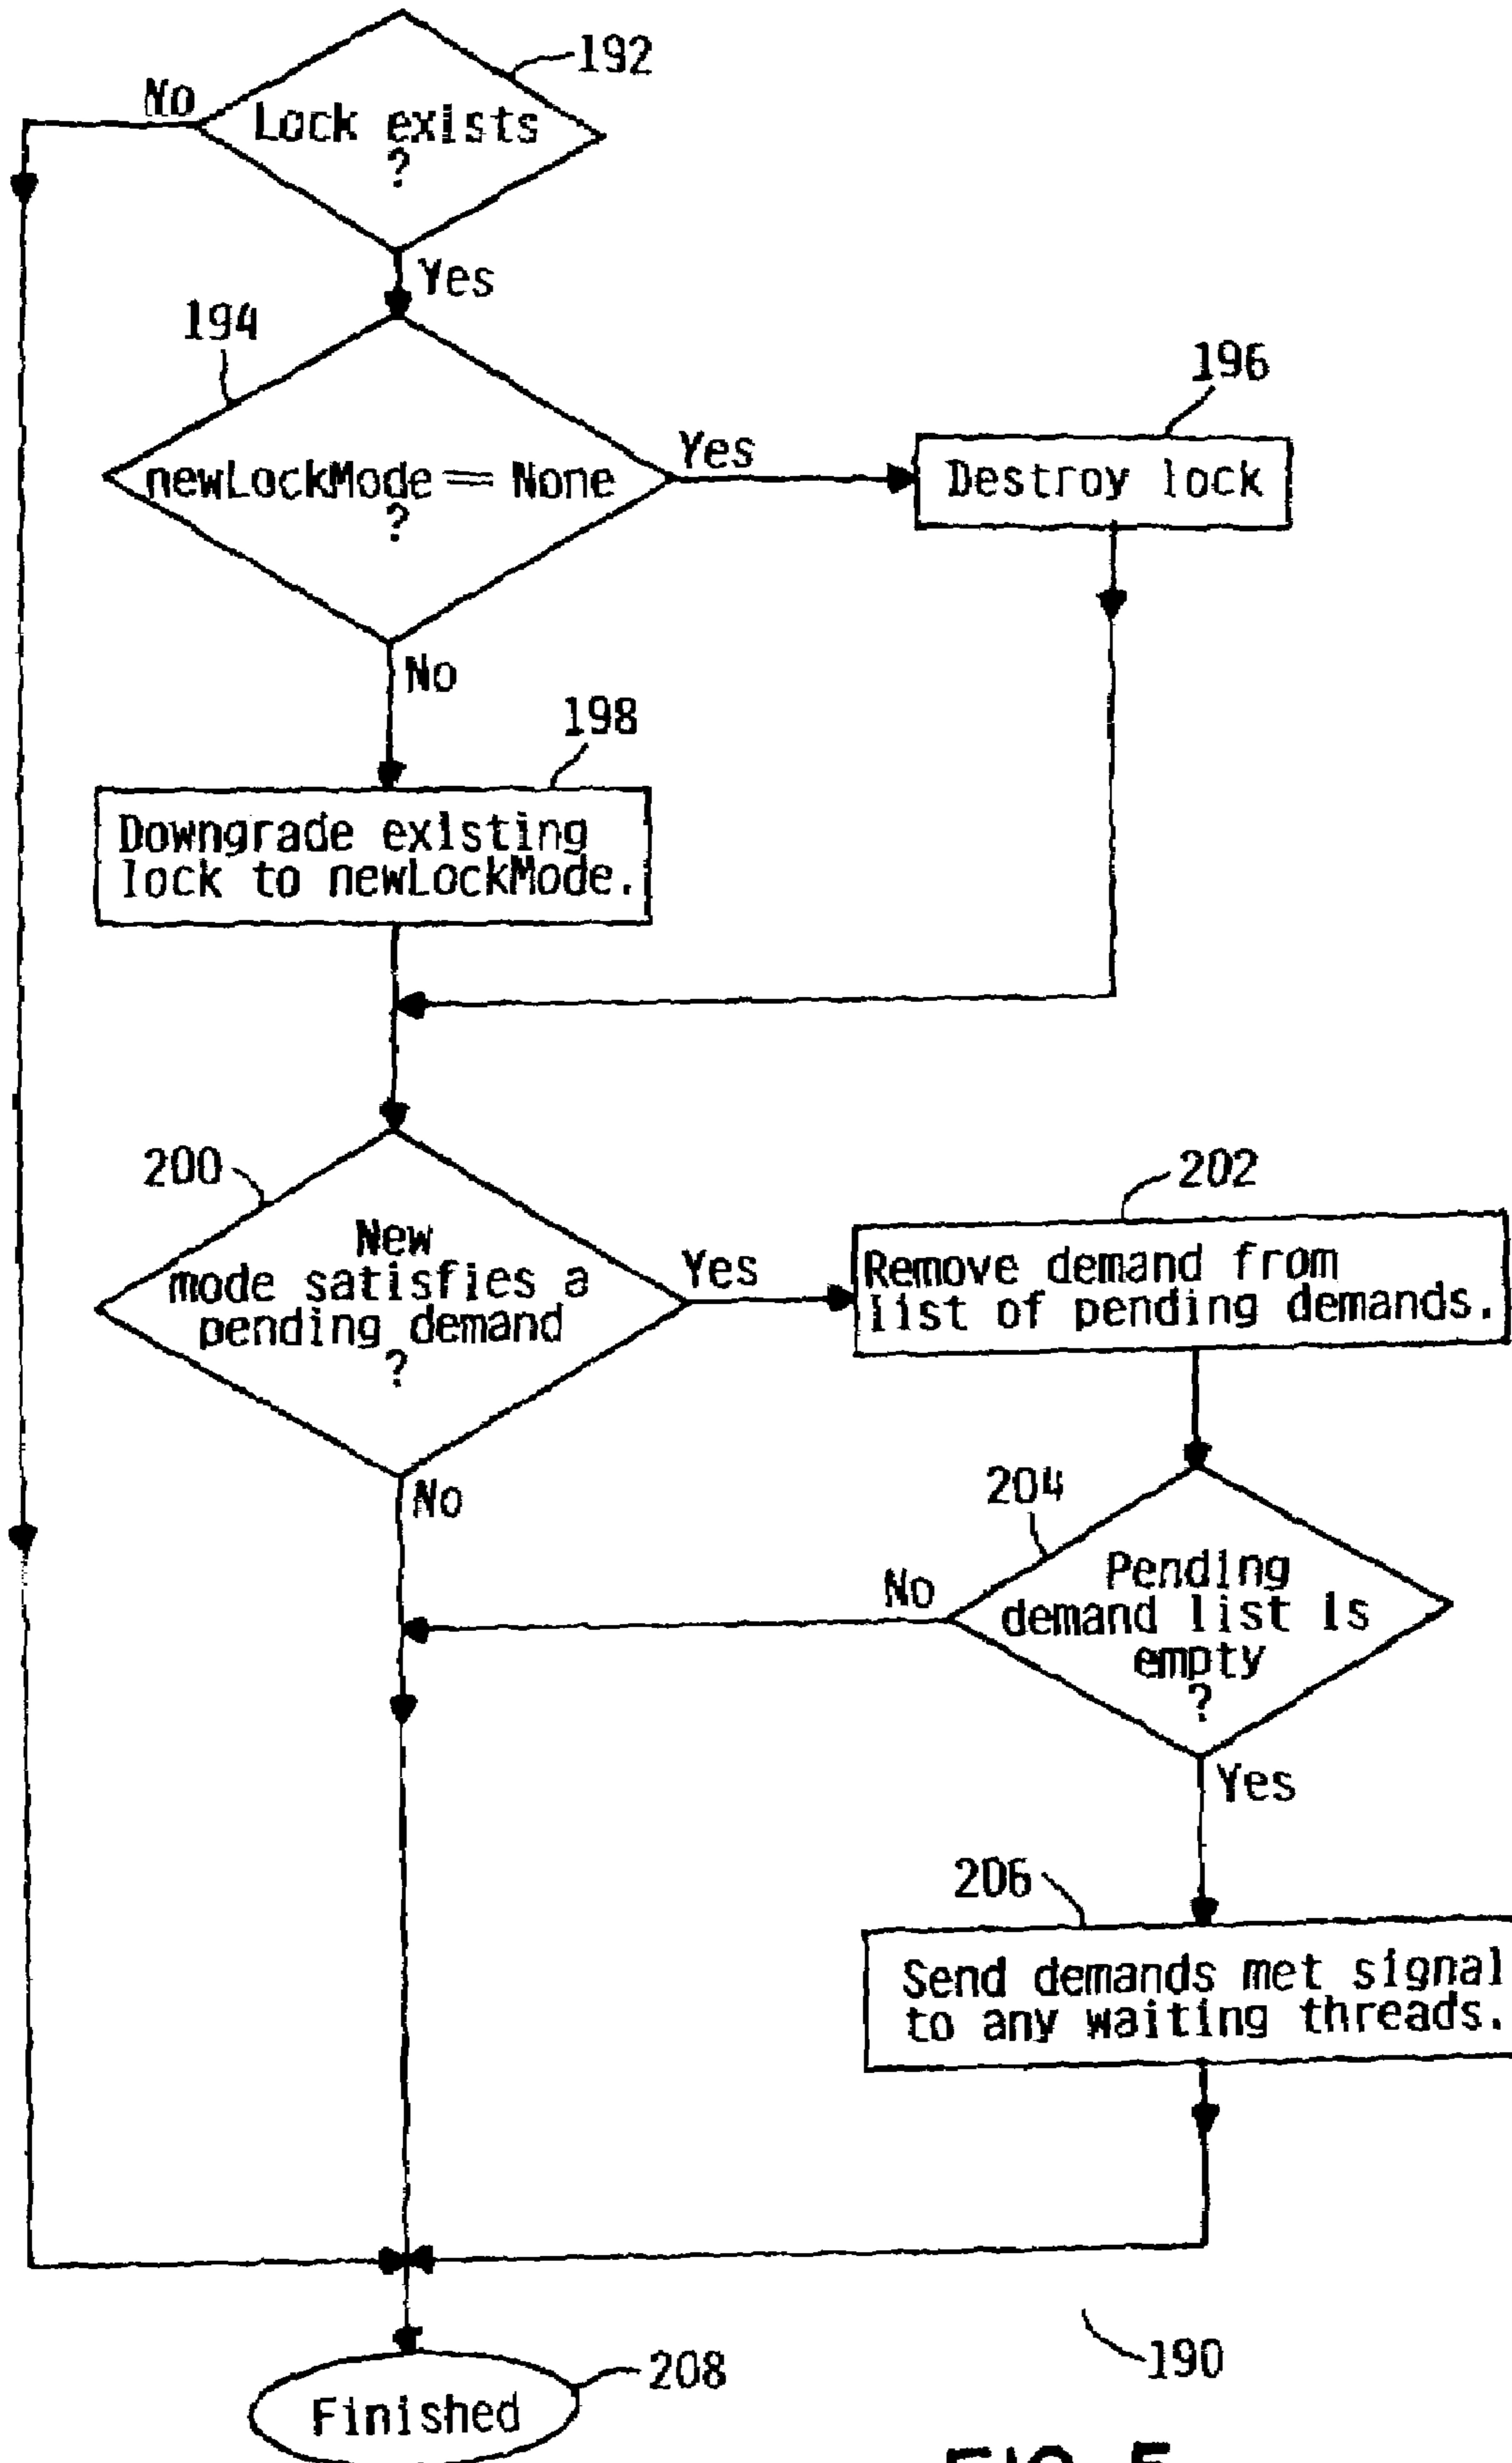 192
No
Lock exists
?
Yes
194
newLockMode == None
?
Yes
196
Destroy lock
No
198
Downgrade existing
lock to newLockMode.
200
New
mode satisfies a
pending demand
?
Yes
202
Remove demand from
list of pending demands.
No
204
Pending
demand list is
empty
?
No
Yes
206
Send demands met signal
to any waiting threads.
190
208
Finished
FIG. 5